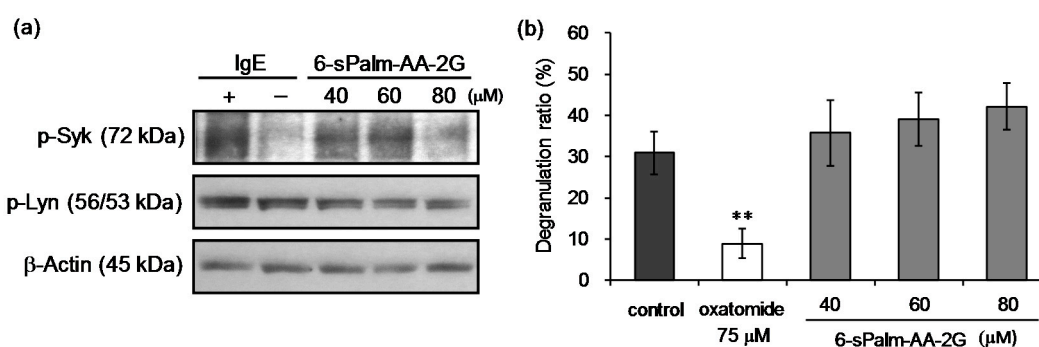 (a)
IgE 6-sPalm-AA-2G
+ − 40 60 80 (μM)
p-Syk (72 kDa)
p-Lyn (56/53 kDa)
β-Actin (45 kDa)
(b)
Degranulation ratio (%)
60
50
40
30
20
10
0
**
control oxatomide 40 60 80
75 μM 6-sPalm-AA-2G (μM)